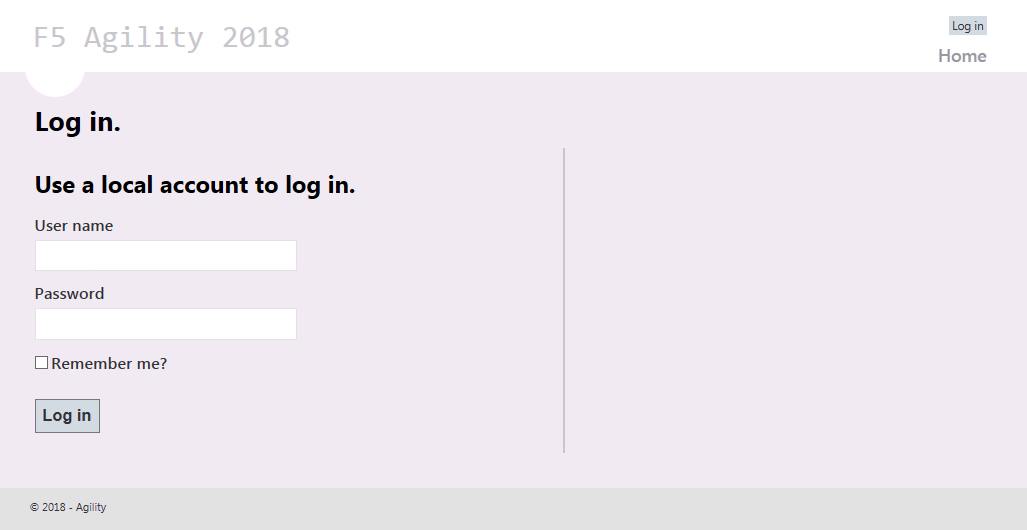 F5 Agility 2018
Log in
Home
Log in.
Use a local account to log in.
User name
Password
Remember me?
Log in
© 2018 - Agility